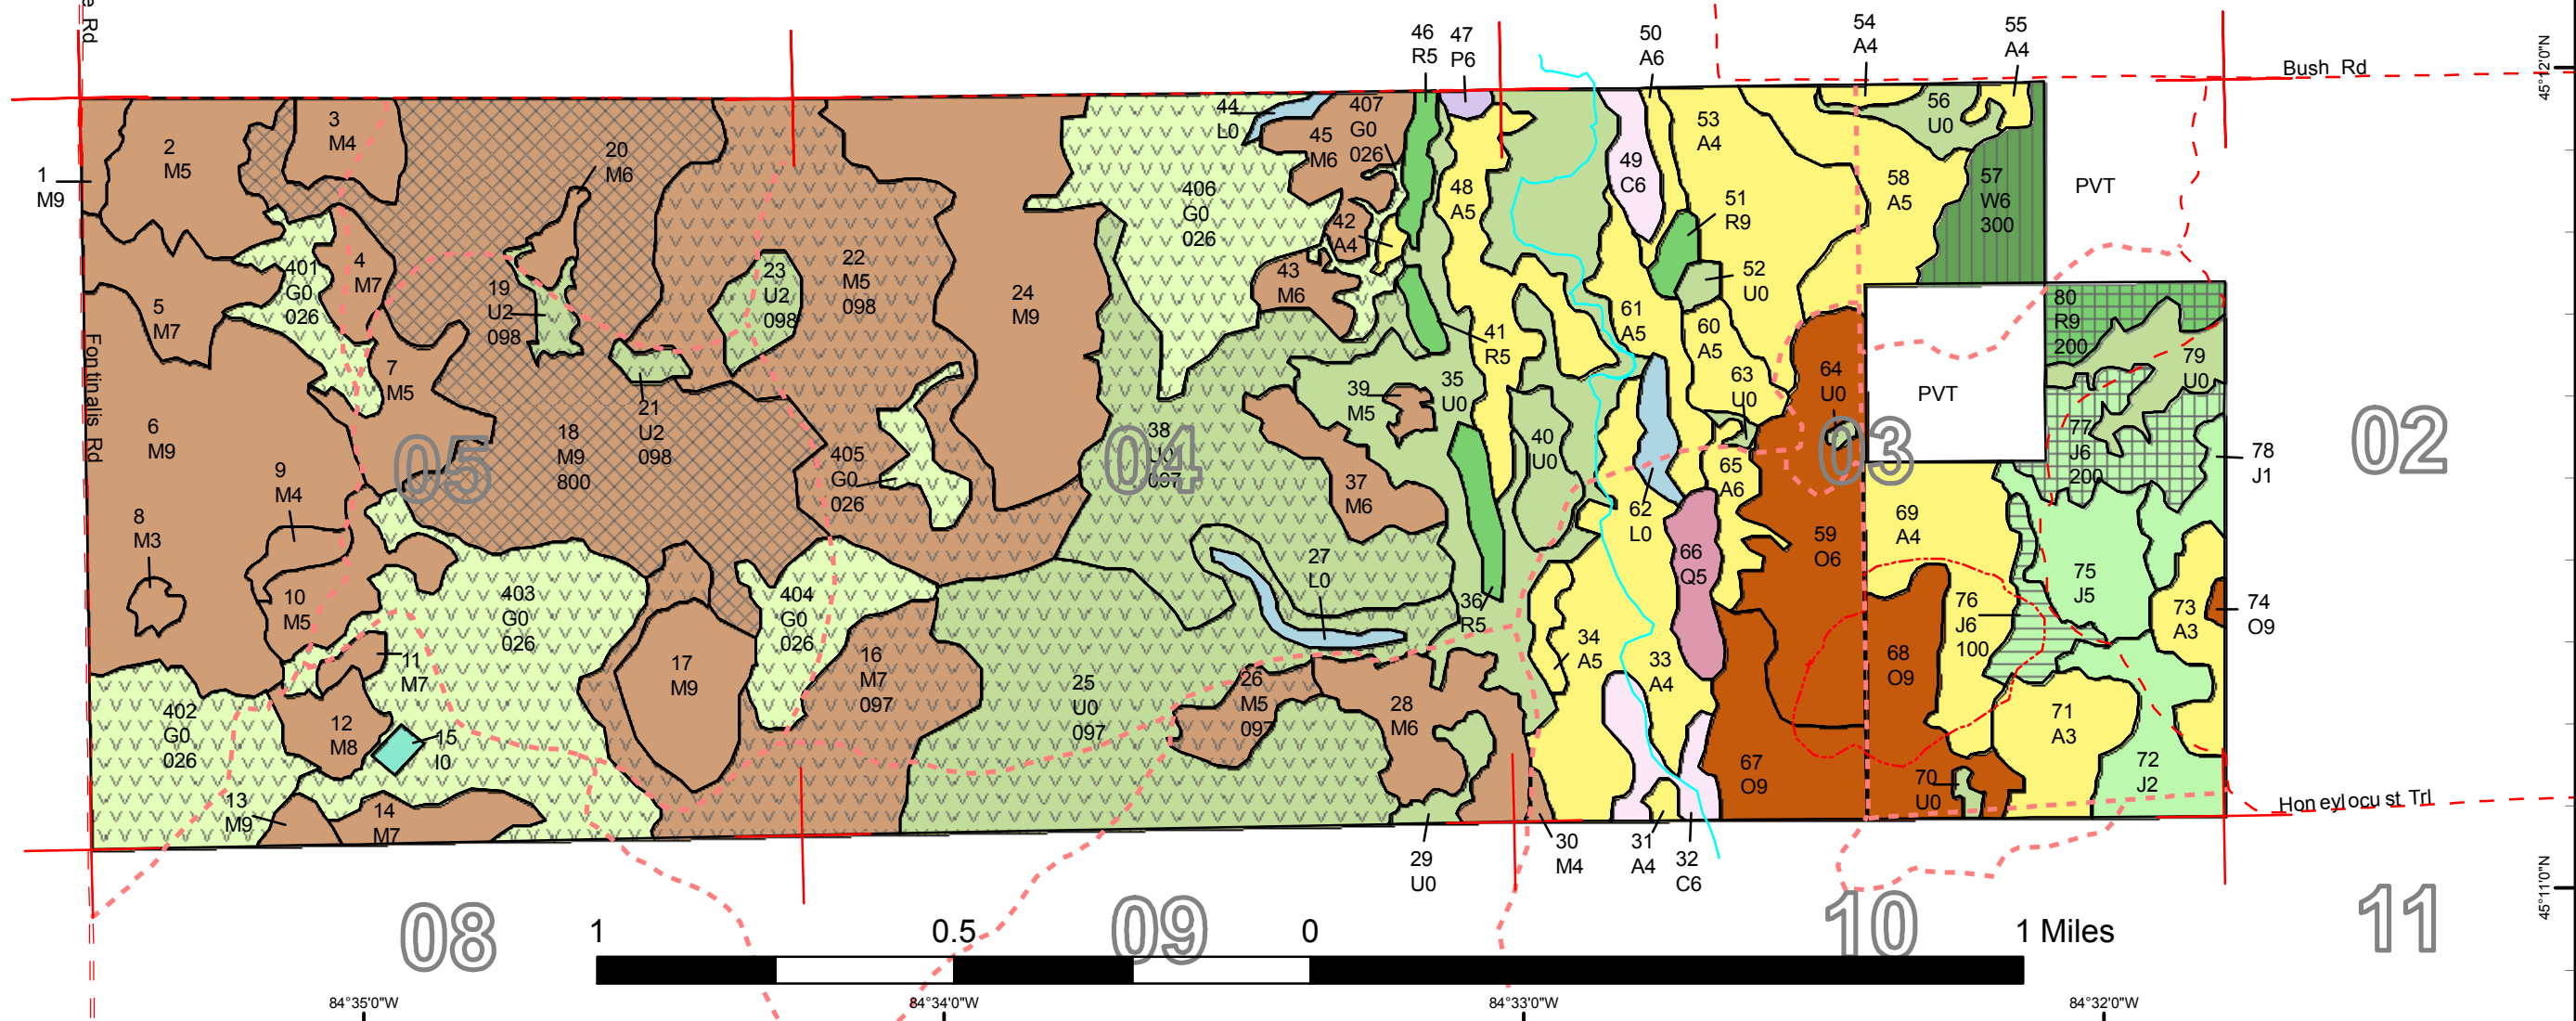 e Rd
Bush Rd
45°12'0"N
1
M9
2
M5
3
M4
20
M6
44
L0
407
G0
026
45
M6
46
R5
47
P6
50
A6
54
A4
55
A4
56
U0
53
A4
49
C6
48
A5
51
R9
52
U0
58
A5
57
W6
300
PVT
406
G0
026
42
A4
43
M6
401
G0
026
4
M7
5
M7
19
U2
098
23
U2
098
22
M5
098
24
M9
61
A5
60
A5
41
R5
80
R9
200
79
U0
Fontinalis Rd
7
M5
21
U2
098
39
M5
35
U0
63
U0
64
U0
PVT
6
M9
05
18
M9
800
405
G0
026
38
U0
097
04
40
U0
03
77
J6
200
78
J1
02
9
M4
8
M3
37
M6
65
A6
62
L0
59
O6
69
A4
27
L0
66
Q5
10
M5
403
G0
026
404
G0
026
36
R5
76
J6
100
75
J5
73
A3
74
O9
11
M7
17
M9
16
M7
097
25
U0
097
26
M5
097
28
M6
34
A5
33
A4
68
O9
402
G0
026
12
M8
15
I0
71
A3
72
J2
67
O9
70
U0
13
M9
14
M7
Honeylocust Trl
29
U0
30
M4
31
A4
32
C6
45°11'0"N
08
09
10
11
1
0.5
0
1 Miles
84°35'0"W
84°34'0"W
84°33'0"W
84°32'0"W